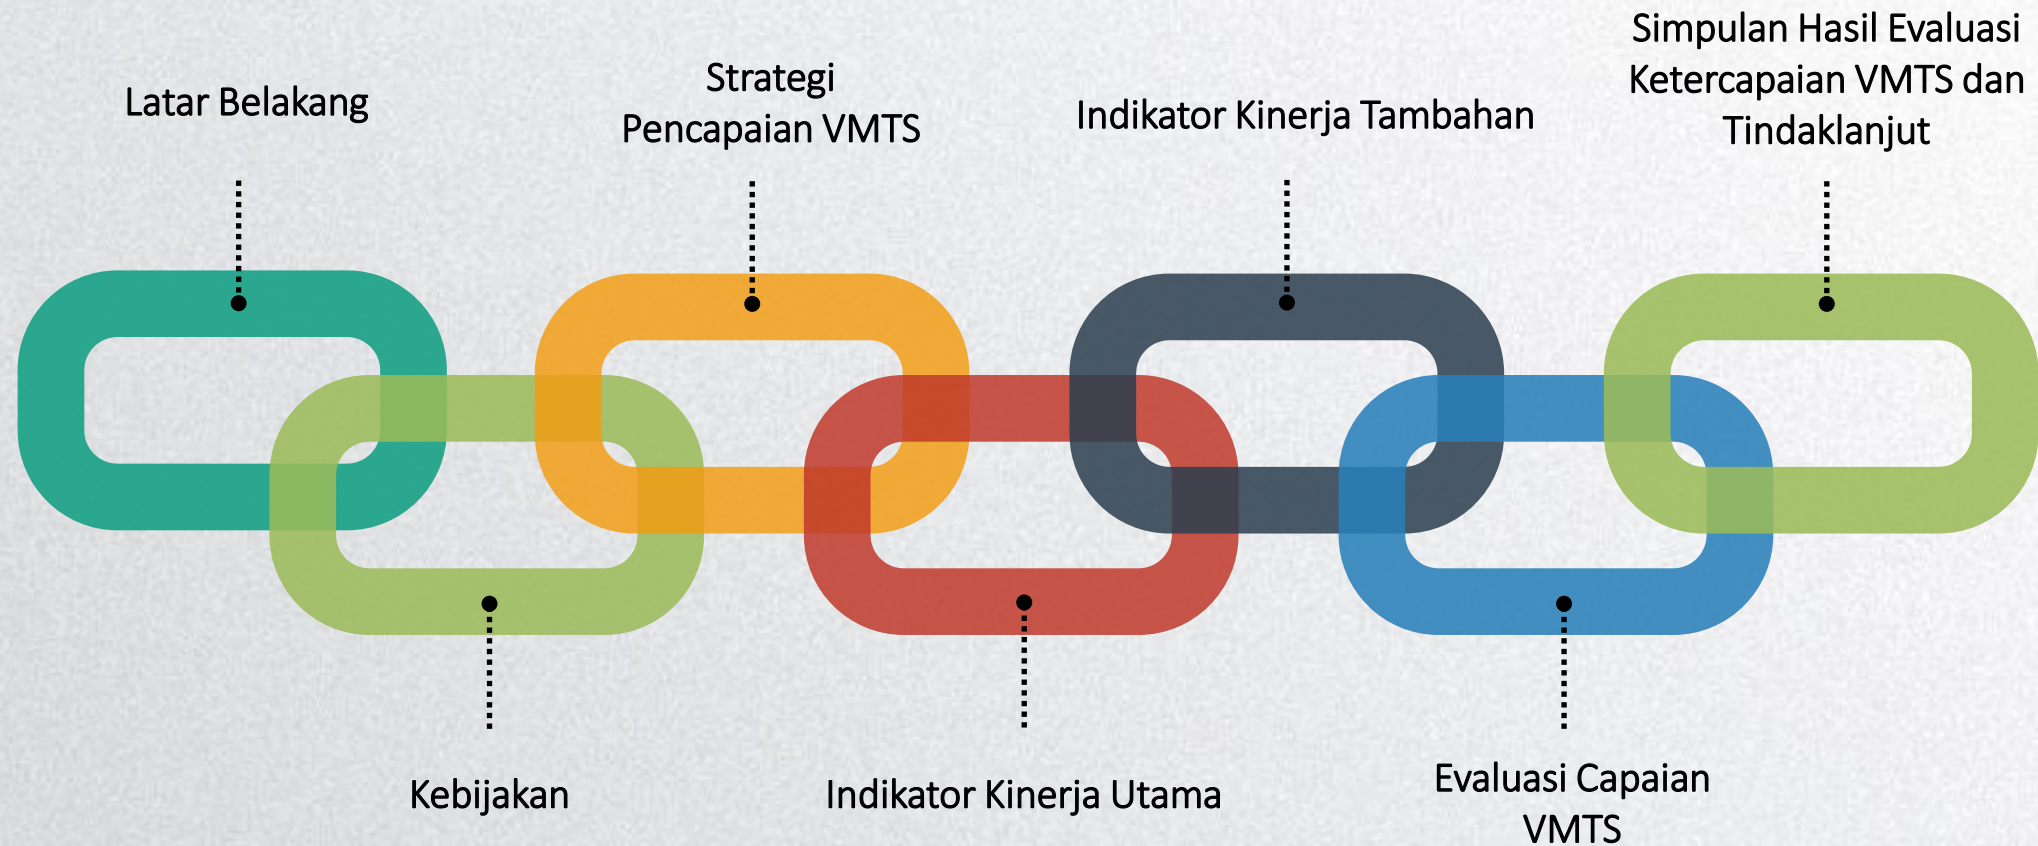 Latar Belakang
Kebijakan
Strategi
Pencapaian VMTS
Indikator Kinerja Utama
Indikator Kinerja Tambahan
Evaluasi Capaian
VMTS
Simpulan Hasil Evaluasi
Ketercapaian VMTS dan
Tindaklanjut